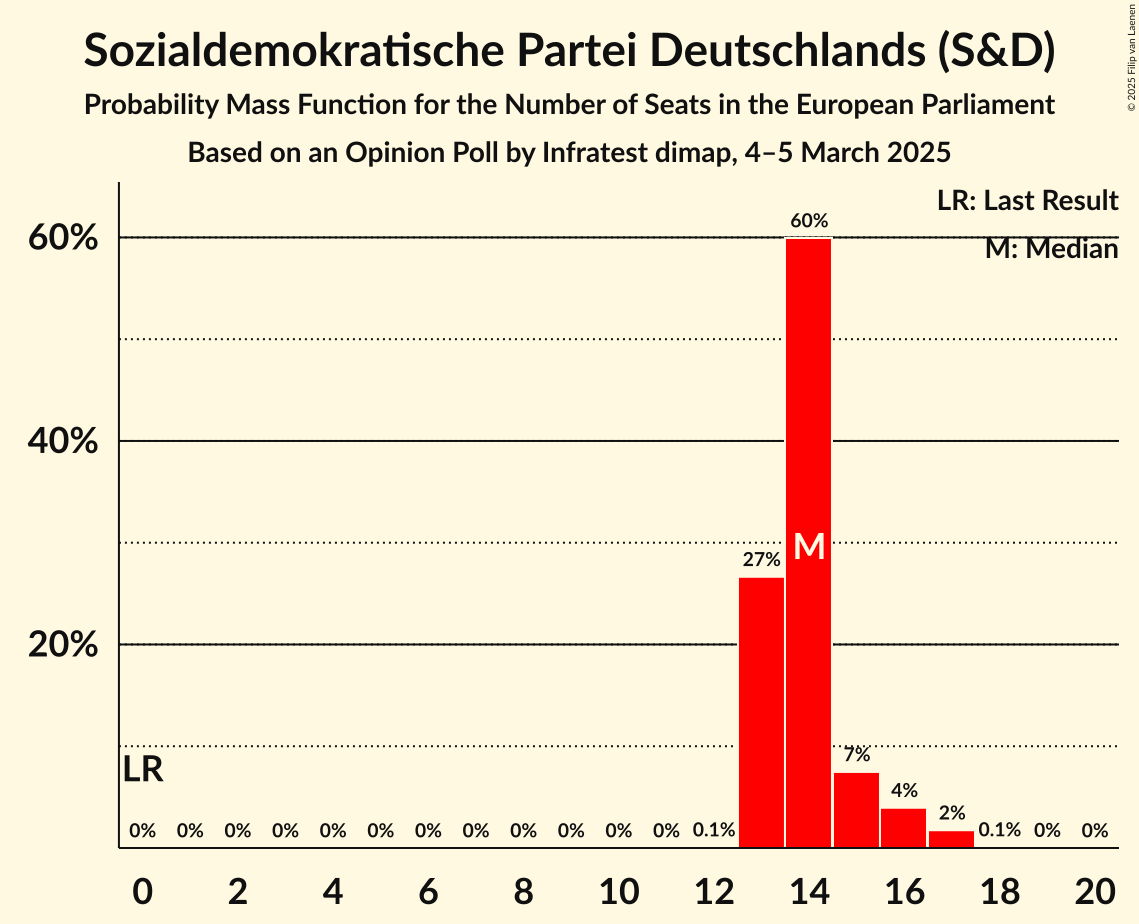 Sozialdemokratische Partei Deutschlands (S&D)
Probability Mass Function for the Number of Seats in the European Parliament
Based on an Opinion Poll by Infratest dimap, 4–5 March 2025
© 2025 Filip van Laenen
LR: Last Result
M: Median
60%
40%
20%
60%
27%
M
7%
4%
2%
LR
0% 0% 0% 0% 0% 0% 0% 0% 0% 0% 0% 0% 0.1% 0.1% 0% 0%
0 2 4 6 8 10 12 14 16 18 20